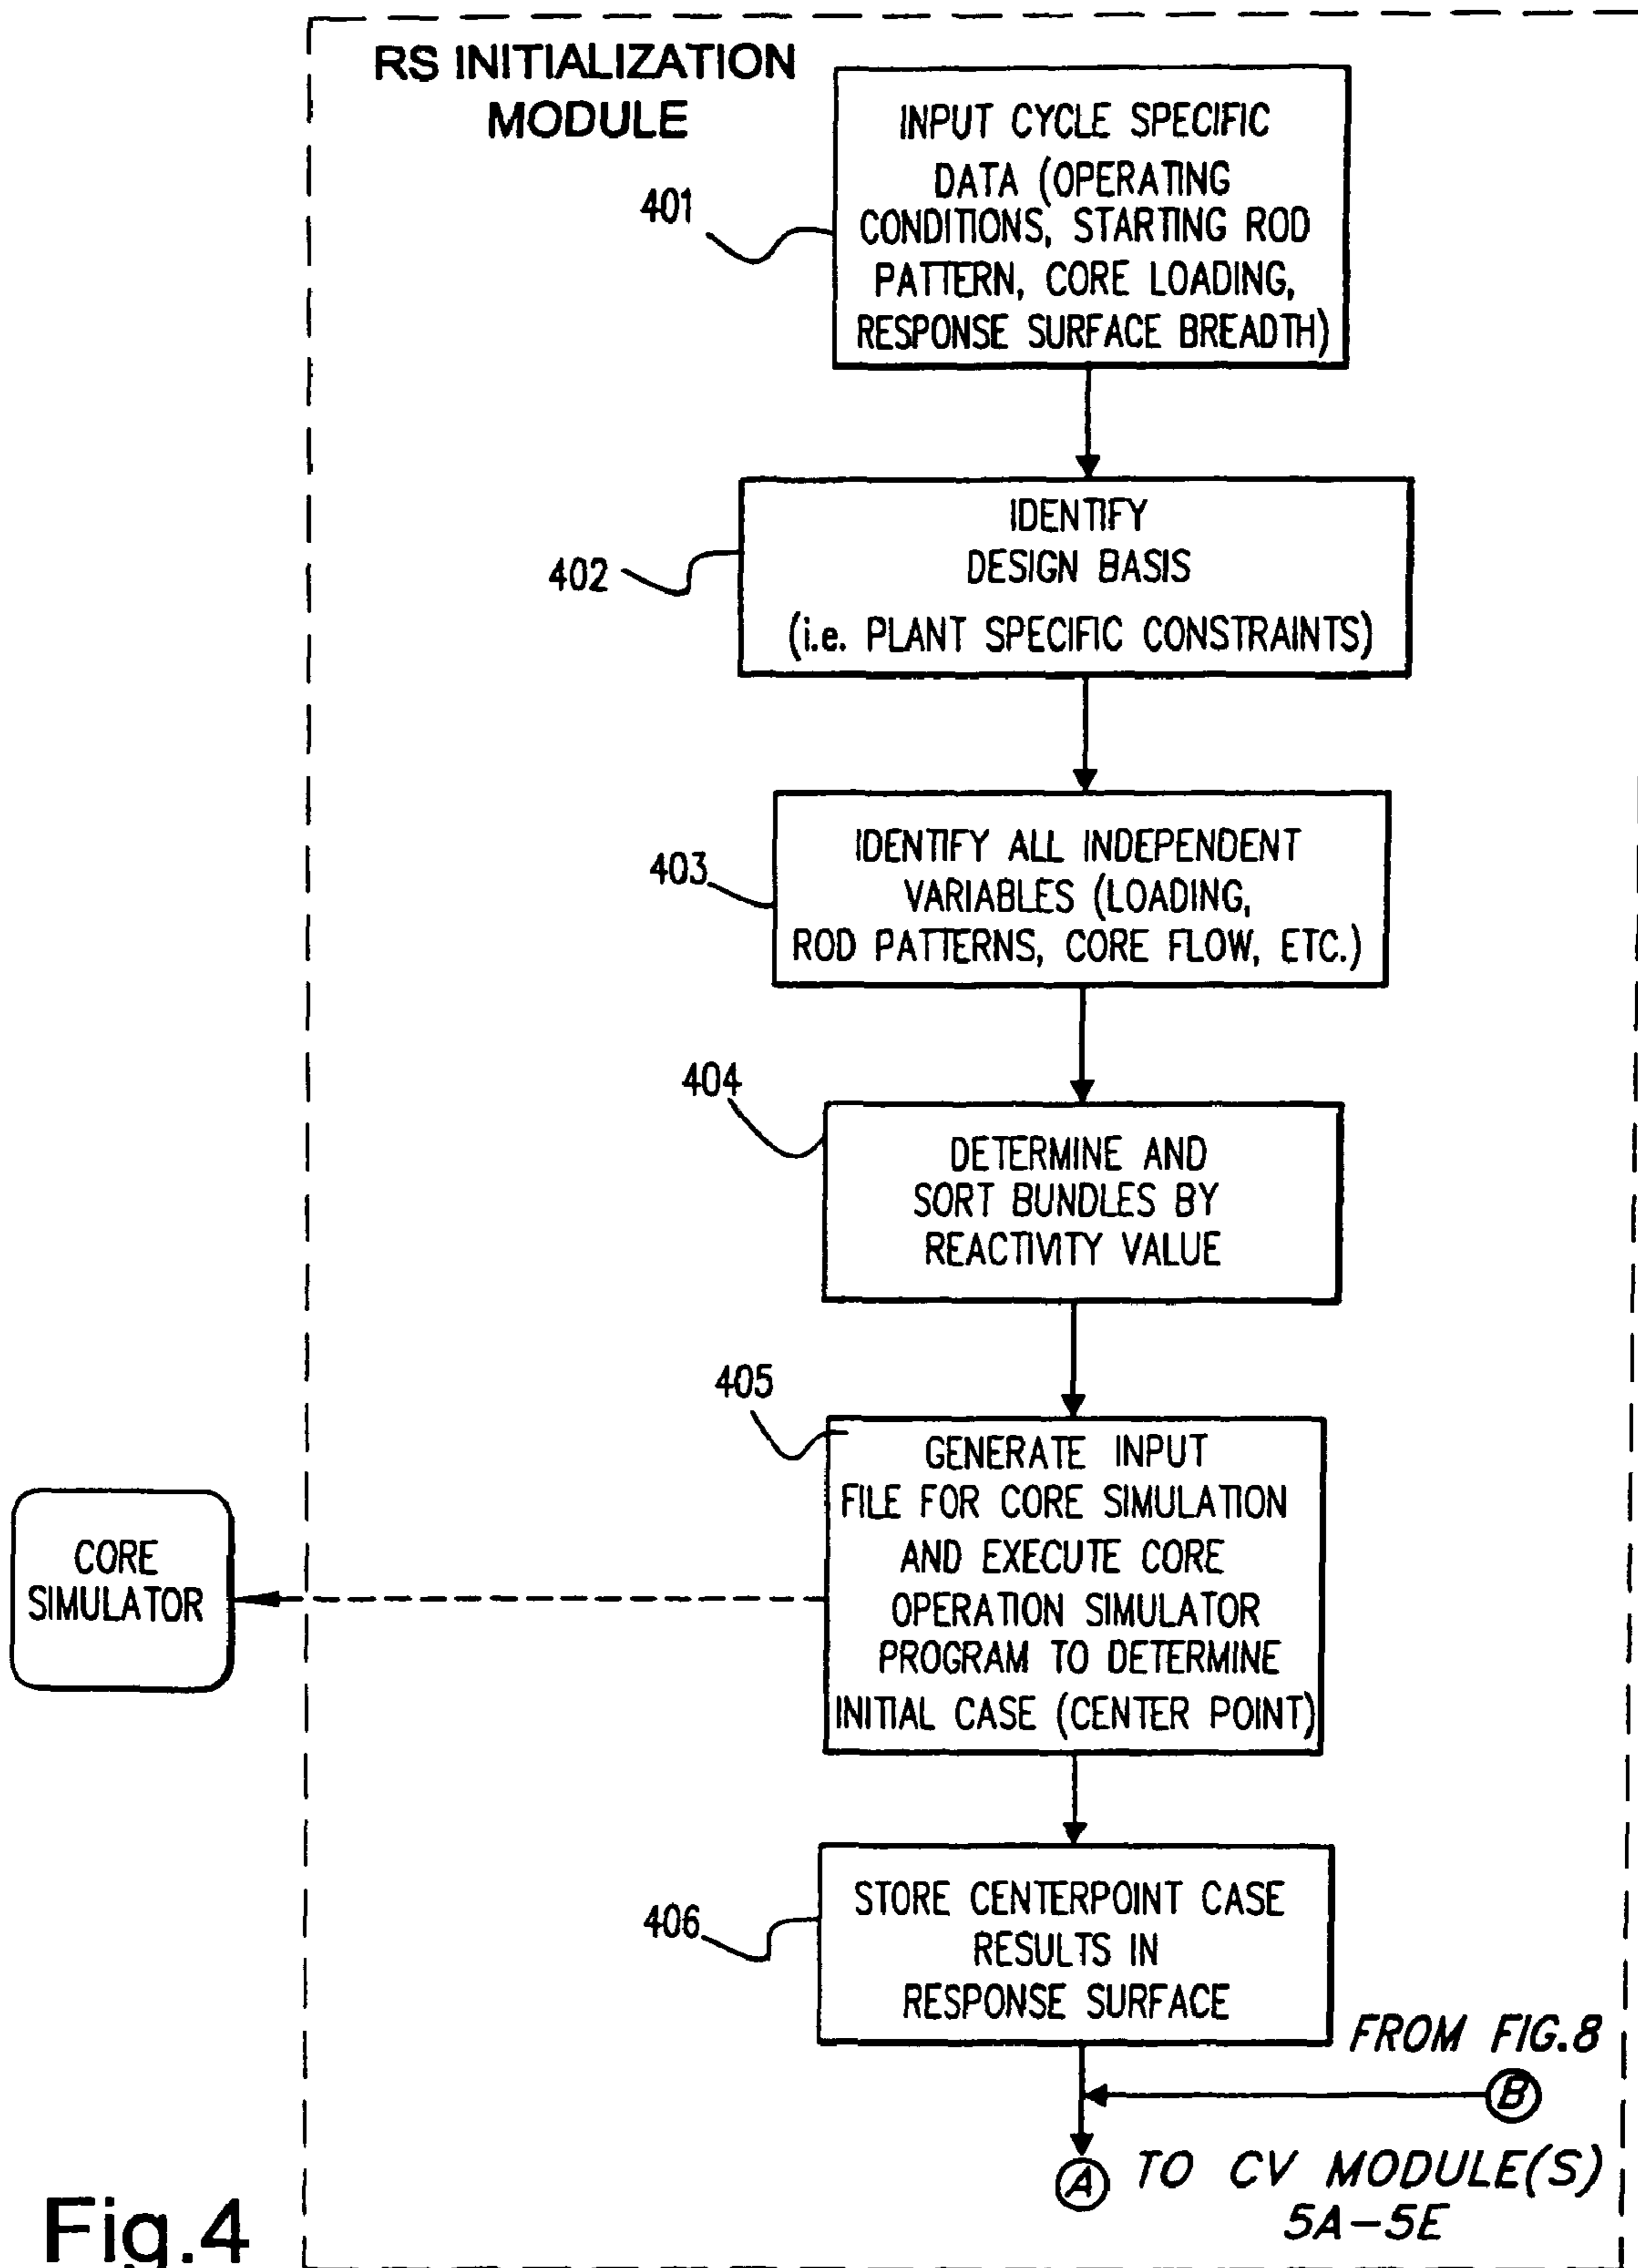 RS INITIALIZATION
MODULE
INPUT CYCLE SPECIFIC
DATA (OPERATING
CONDITIONS, STARTING ROD
PATTERN, CORE LOADING,
RESPONSE SURFACE BREADTH)
401
IDENTIFY
DESIGN BASIS
(i.e. PLANT SPECIFIC CONSTRAINTS)
402
IDENTIFY ALL INDEPENDENT
VARIABLES (LOADING,
ROD PATTERNS, CORE FLOW, ETC.)
403
404
DETERMINE AND
SORT BUNDLES BY
REACTIVITY VALUE
405
GENERATE INPUT
FILE FOR CORE SIMULATION
AND EXECUTE CORE
OPERATION SIMULATOR
PROGRAM TO DETERMINE
INITIAL CASE (CENTER POINT)
CORE
SIMULATOR
STORE CENTERPOINT CASE
RESULTS IN
RESPONSE SURFACE
406
FROM FIG.8
B
A TO CV MODULE(S)
5A-5E
Fig.4